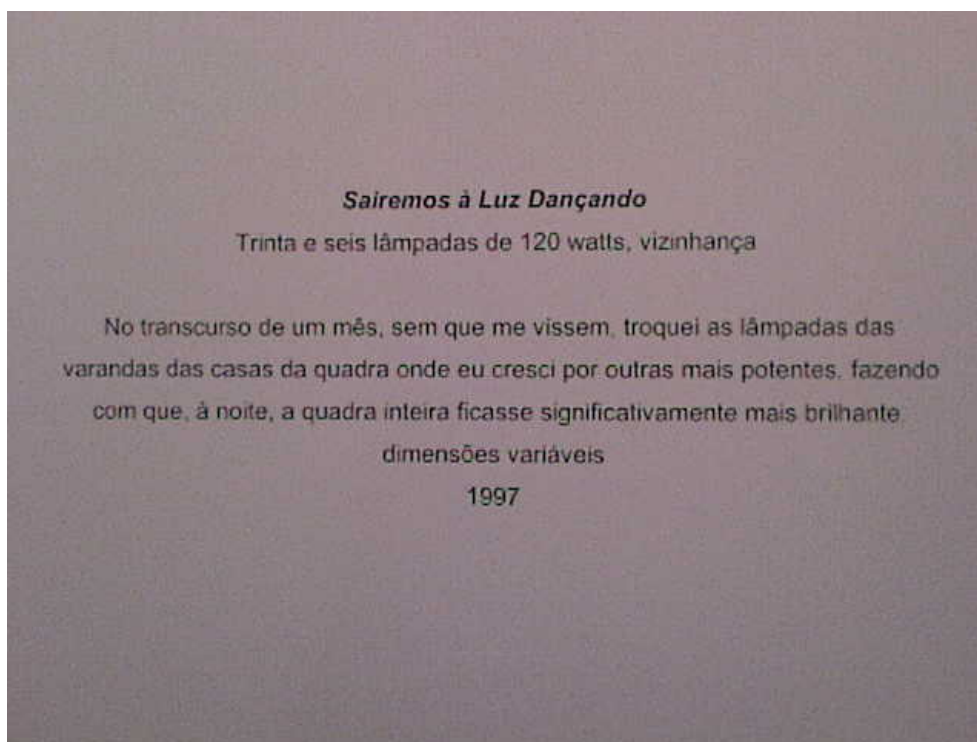 Sairemos à Luz Dançando
Trinta e seis lâmpadas de 120 watts, vizinhança
No transcurso de um mês, sem que me vissem, troquei as lâmpadas das
varandas das casas da quadra onde eu cresci por outras mais potentes, fazendo
com que, à noite, a quadra inteira ficasse significativamente mais brilhante.
dimensões variáveis
1997